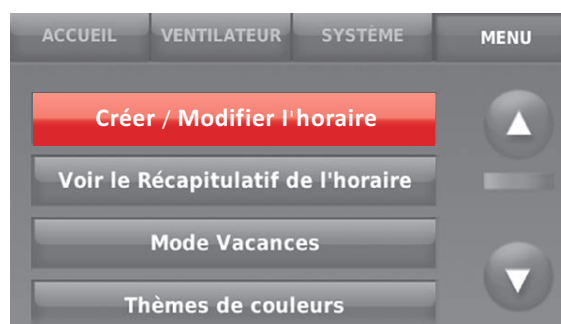 ACCUEIL VENTILATEUR SYSTÈME MENU
Créer / Modifier l'horaire
Voir le Récapitulatif de l'horaire
Mode Vacances
Thèmes de couleurs